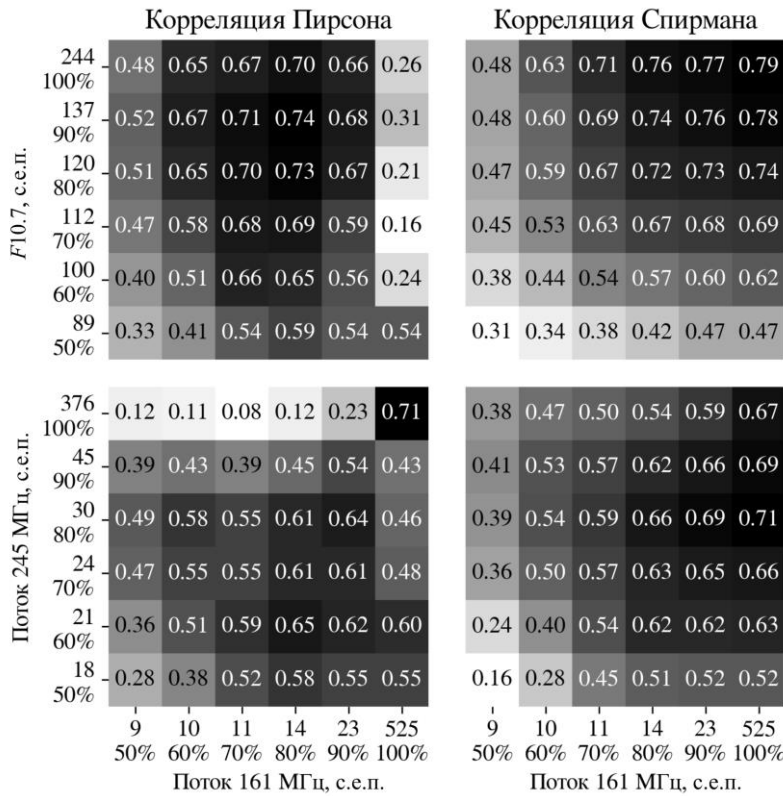 Корреляция Пирсона
Корреляция Спирмана
F10.7, с.е.п.
244
100%
0.48 0.65 0.67 0.70 0.66 0.26
0.48 0.63 0.71 0.76 0.77 0.79
137
90%
0.52 0.67 0.71 0.74 0.68 0.31
0.48 0.60 0.69 0.74 0.76 0.78
120
80%
0.51 0.65 0.70 0.73 0.67 0.21
0.47 0.59 0.67 0.72 0.73 0.74
112
70%
0.47 0.58 0.68 0.69 0.59 0.16
0.45 0.53 0.63 0.67 0.68 0.69
100
60%
0.40 0.51 0.66 0.65 0.56 0.24
0.38 0.44 0.54 0.57 0.60 0.62
89
50%
0.33 0.41 0.54 0.59 0.54 0.54
0.31 0.34 0.38 0.42 0.47 0.47
Поток 245 МГц, с.е.п.
376
100%
0.12 0.11 0.08 0.12 0.23 0.71
0.38 0.47 0.50 0.54 0.59 0.67
45
90%
0.39 0.43 0.39 0.45 0.54 0.43
0.41 0.53 0.57 0.62 0.66 0.69
30
80%
0.49 0.58 0.55 0.61 0.64 0.46
0.39 0.54 0.59 0.66 0.69 0.71
24
70%
0.47 0.55 0.55 0.61 0.61 0.48
0.36 0.50 0.57 0.63 0.65 0.66
21
60%
0.36 0.51 0.59 0.65 0.62 0.60
0.24 0.40 0.54 0.62 0.62 0.63
18
50%
0.28 0.38 0.52 0.58 0.55 0.55
0.16 0.28 0.45 0.51 0.52 0.52
9 10 11 14 23 525
50% 60% 70% 80% 90% 100%
Поток 161 МГц, с.е.п.
9 10 11 14 23 525
50% 60% 70% 80% 90% 100%
Поток 161 МГц, с.е.п.